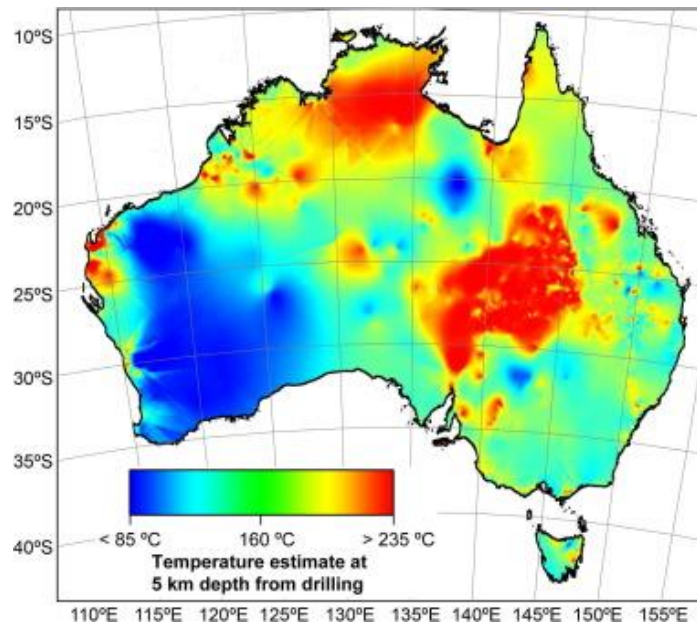 10ºS
15ºS
20ºS
25ºS
30ºS
35ºS
40ºS
< 85 ºC 160 ºC > 235 ºC
Temperature estimate at
5 km depth from drilling
110ºE 115ºE 120ºE 125ºE 130ºE 135ºE 140ºE 145ºE 150ºE 155ºE